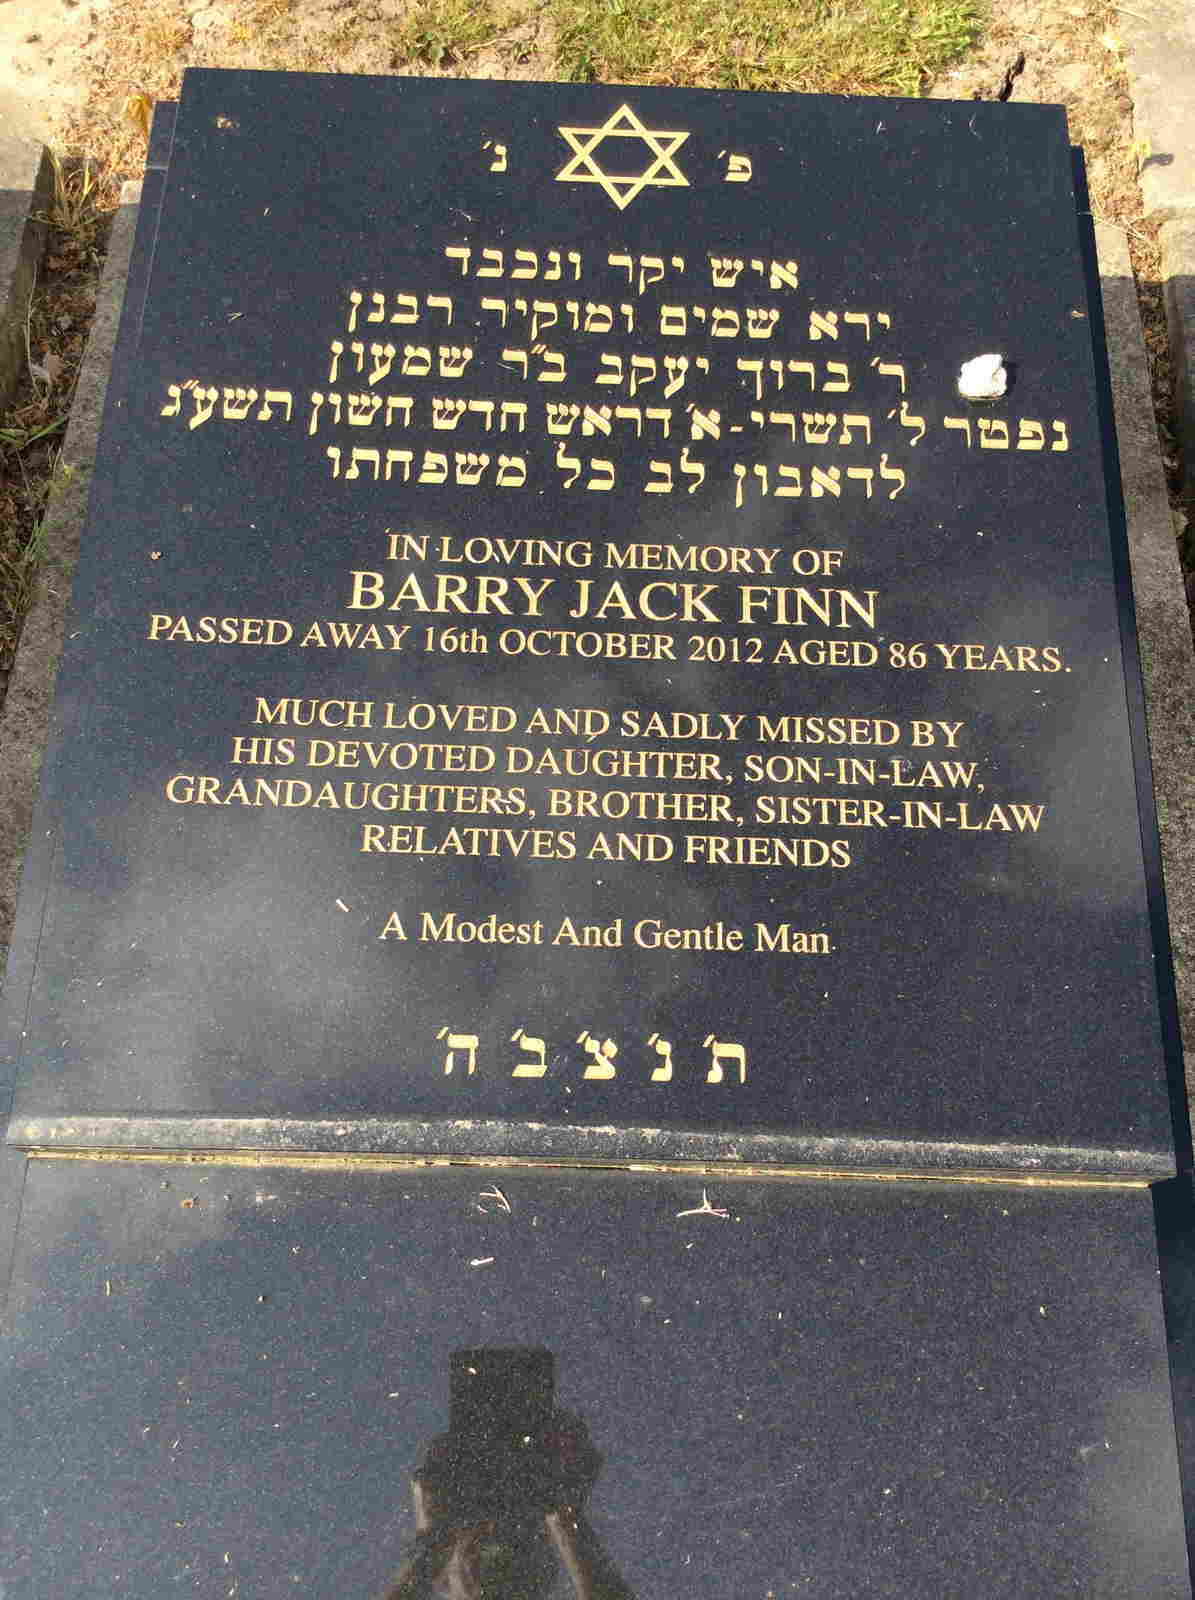 פ׳ נ׳
איש יקר ונכבד
ירא שמים ומוקיר רבנן
ר׳ ברוך יעקב ב״ר שמעון
נפטר ל׳ תשרי - א׳ דראש חדש חשון תשע״ג
לדאבון לב כל משפחתו
IN LOVING MEMORY OF
BARRY JACK FINN
PASSED AWAY 16th OCTOBER 2012 AGED 86 YEARS.
MUCH LOVED AND SADLY MISSED BY
HIS DEVOTED DAUGHTER, SON-IN-LAW,
GRANDAUGHTERS, BROTHER, SISTER-IN-LAW
RELATIVES AND FRIENDS
A Modest And Gentle Man
ת׳ נ׳ צ׳ ב׳ ה׳